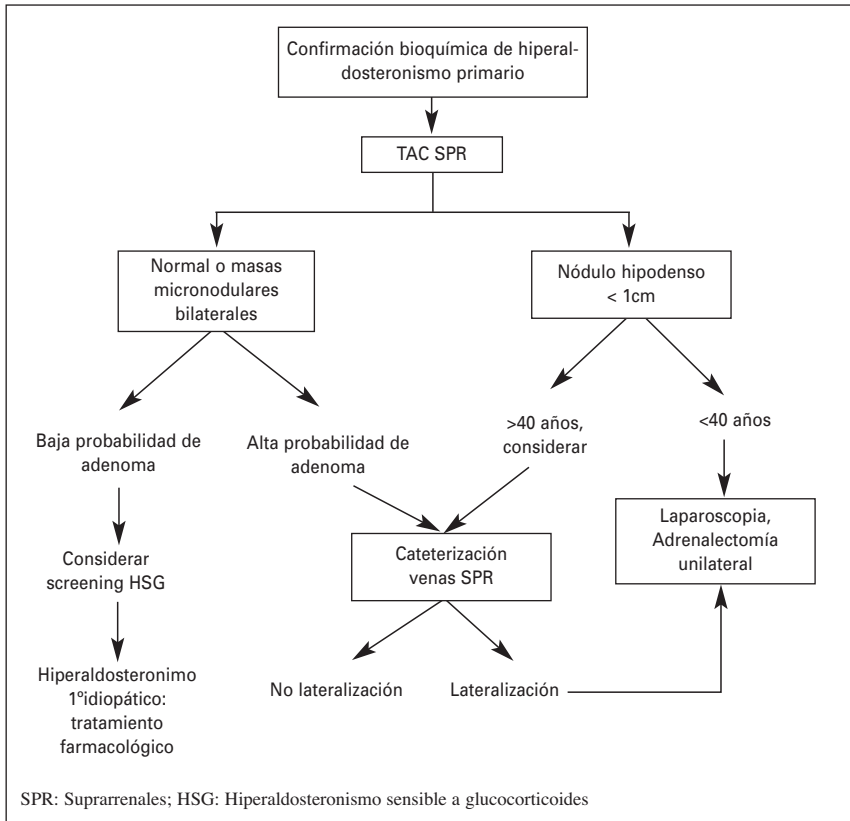 Confirmación bioquímica de hiperal-
dosteronismo primario
TAC SPR
Normal o masas
micronodulares
bilaterales
Nódulo hipodenso
< 1cm
Baja probabilidad de
adenoma
Alta probabilidad de
adenoma
>40 años,
considerar
<40 años
Considerar
screening HSG
Cateterización
venas SPR
Laparoscopia,
Adrenalectomía
unilateral
Hiperaldosteronimo
1ºidiopático:
tratamiento
farmacológico
No lateralización
Lateralización
SPR: Suprarrenales; HSG: Hiperaldosteronismo sensible a glucocorticoides